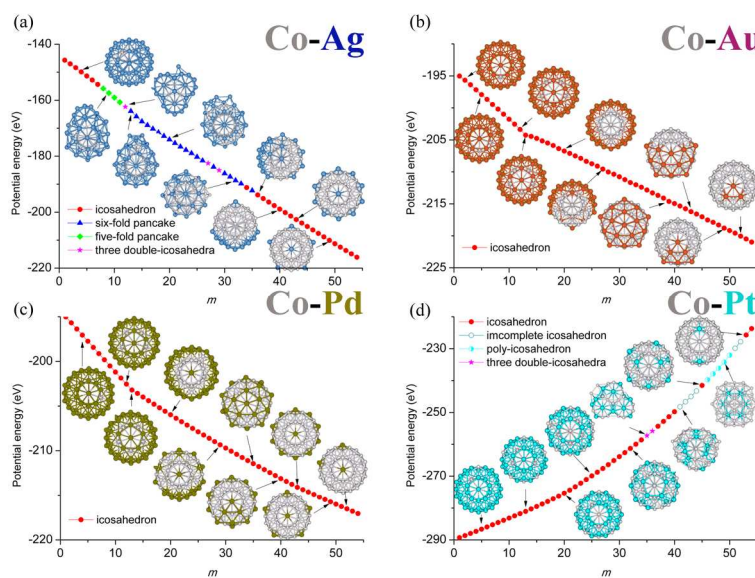 (a)
Co-Ag
-140
-150
-160
-170
-180
-190
-200
-210
-220
Potential energy (eV)
icosahedron
six-fold pancake
five-fold pancake
three double-icosahedra
0 10 20 30 40 50
m
(b)
Co-Au
-195
-205
-215
-225
Potential energy (eV)
icosahedron
0 10 20 30 40 50
m
(c)
Co-Pd
-200
-210
-220
Potential energy (eV)
icosahedron
0 10 20 30 40 50
m
(d)
Co-Pt
icosahedron
imcomplete icosahedron
poly-icosahedron
three double-icosahedra
-230
-250
-270
-290
Potential energy (eV)
0 10 20 30 40 50
m